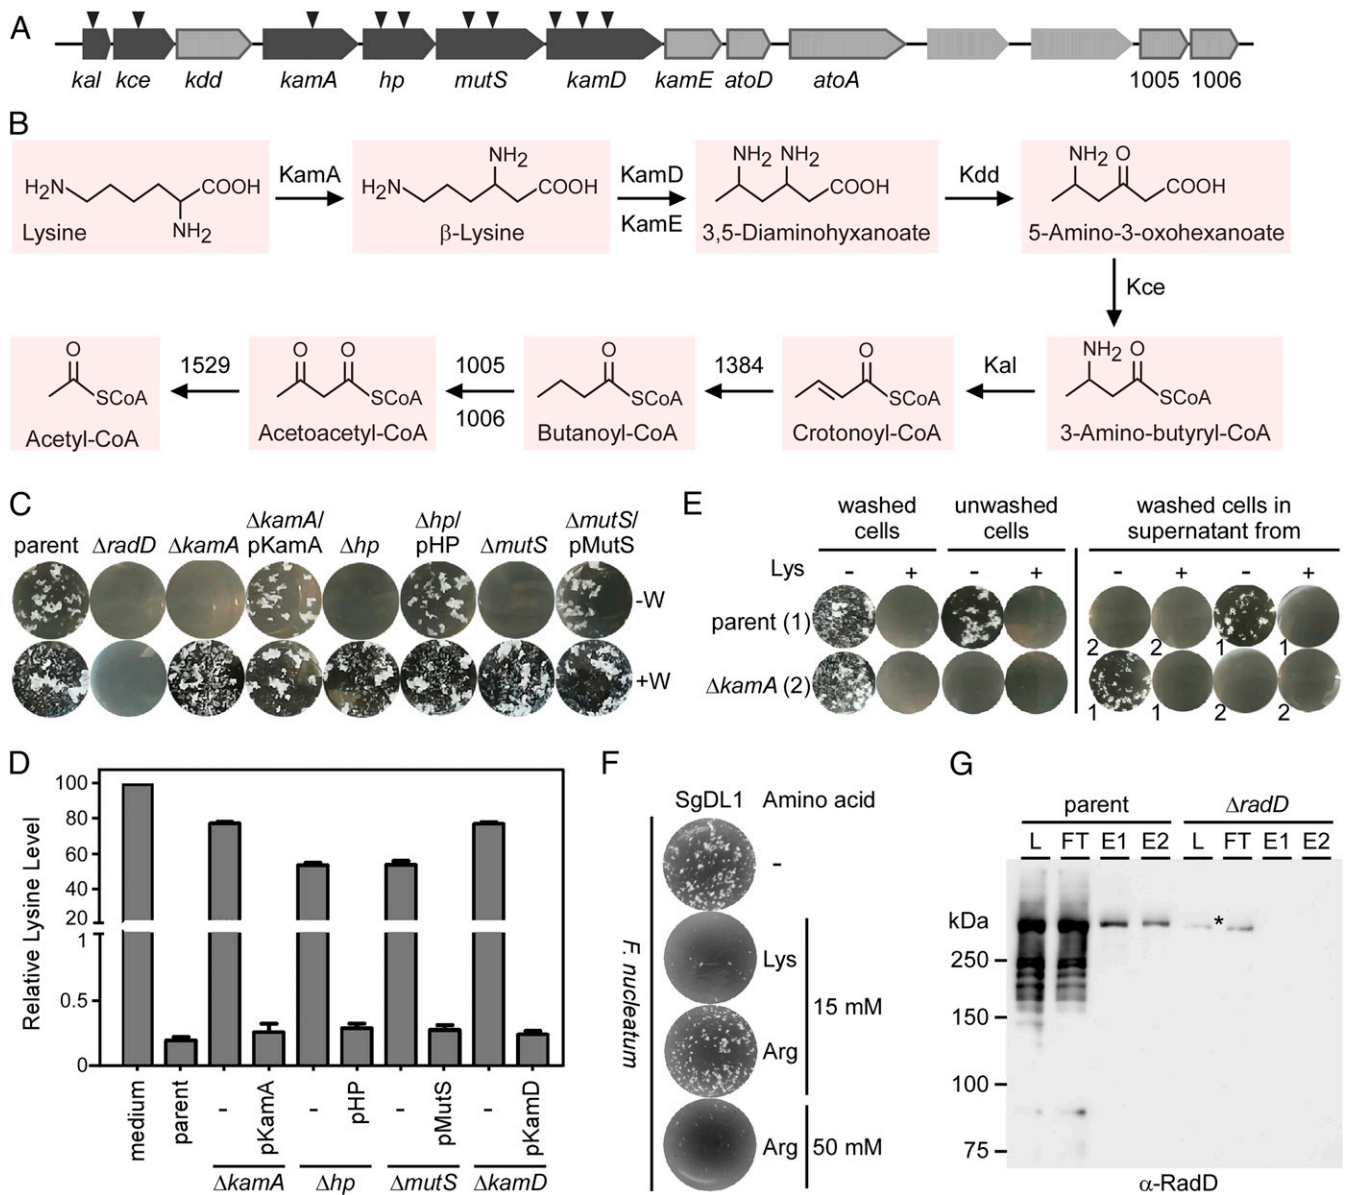 A
kal kce kdd kamA hp mutS kamD kamE atoD atoA 1005 1006
B
H2N COOH NH2
Lysine
KamA
NH2 H2N COOH
β-Lysine
KamD
KamE
NH2 NH2 COOH
3,5-Diaminohyxanoate
Kdd
NH2 O COOH
5-Amino-3-oxohexanoate
Kce
O SCoA
Acetyl-CoA
1529
O O SCoA
Acetoacetyl-CoA
1005
1006
O SCoA
Butanoyl-CoA
1384
O SCoA
Crotonoyl-CoA
Kal
NH2 O SCoA
3-Amino-butyryl-CoA
C
parent ΔradD ΔkamA ΔkamA/ pKamA Δhp Δhp/ pHP ΔmutS ΔmutS/ pMutS
-W
+W
D
Relative Lysine Level
100
80
60
40
20
1
0.5
0
medium parent - pKamA - pHP - pMutS - pKamD
ΔkamA Δhp ΔmutS ΔkamD
E
washed cells
unwashed cells
washed cells in supernatant from
Lys - + - + - + - +
parent (1)
2 2 1 1
ΔkamA (2)
1 1 2 2
F
SgDL1 Amino acid
F. nucleatum
-
Lys
15 mM
Arg
Arg 50 mM
G
parent ΔradD
L FT E1 E2 L FT E1 E2
kDa
*
250
150
100
75
α-RadD